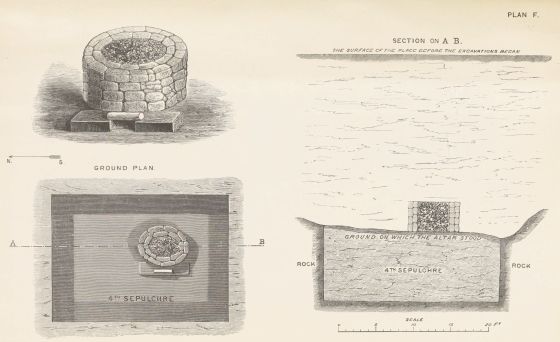 PLAN F.
SECTION ON A B.
THE SURFACE OF THE PLACE BEFORE THE EXCAVATIONS BEGAN
N. S.
GROUND PLAN.
A B
4TH SEPULCHRE
GROUND ON WHICH THE ALTAR STOOD
ROCK
4TH SEPULCHRE
ROCK
SCALE
0 5 10 15 20 FT